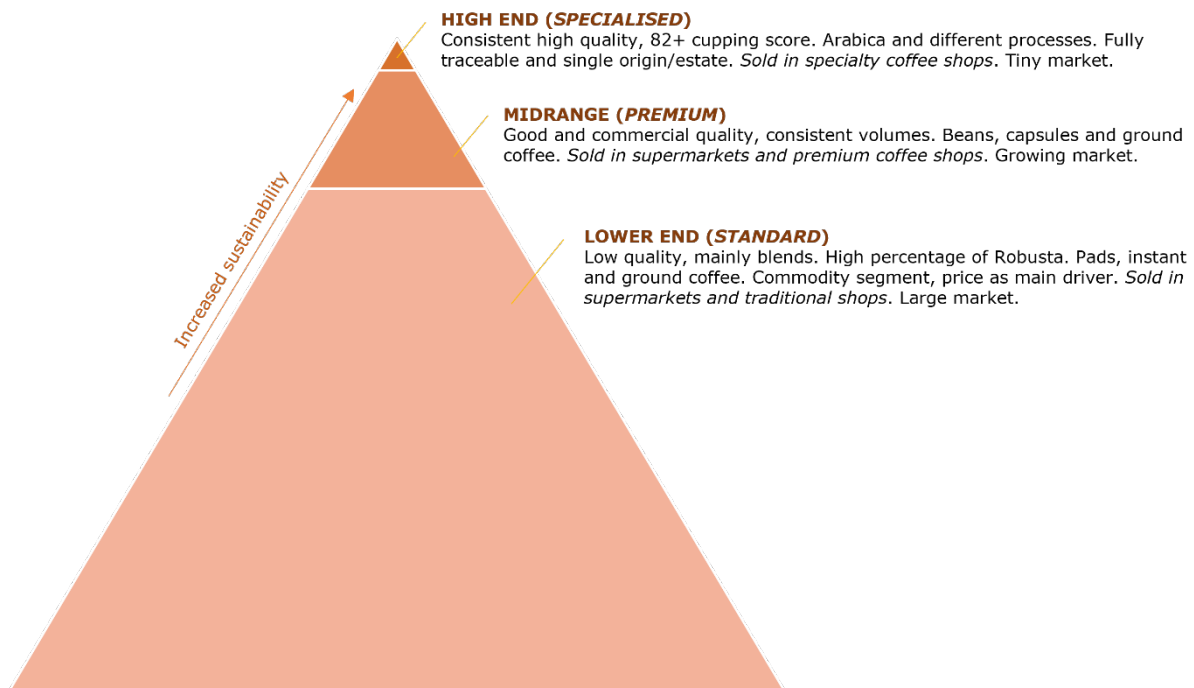 HIGH END (SPECIALISED)
Consistent high quality, 82+ cupping score. Arabica and different processes. Fully
traceable and single origin/estate. Sold in specialty coffee shops. Tiny market.
MIDRANGE (PREMIUM)
Good and commercial quality, consistent volumes. Beans, capsules and ground
coffee. Sold in supermarkets and premium coffee shops. Growing market.
Increased sustainability
LOWER END (STANDARD)
Low quality, mainly blends. High percentage of Robusta. Pads, instant
and ground coffee. Commodity segment, price as main driver. Sold in
supermarkets and traditional shops. Large market.